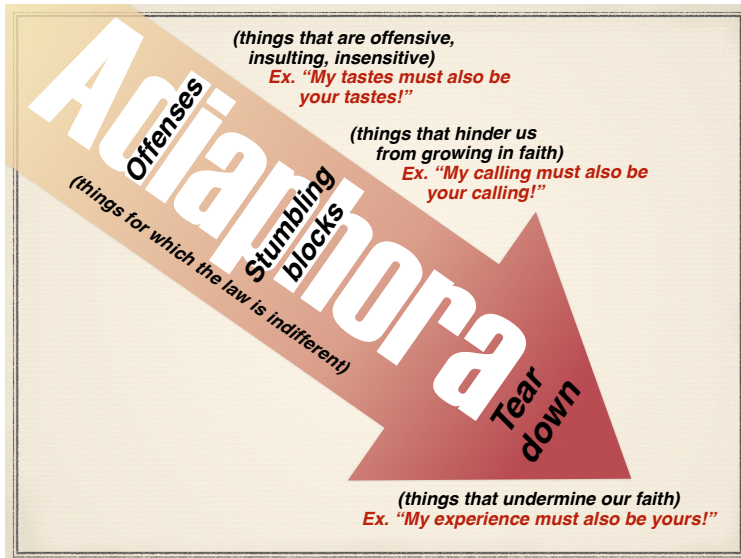 (things that are offensive,
insulting, insensitive)
Ex. “My tastes must also be
your tastes!”
Adiaphora
Offenses
(things that hinder us
from growing in faith)
Ex. “My calling must also be
your calling!”
Stumbling
blocks
(things for which the law is indifferent)
Tear
down
(things that undermine our faith)
Ex. “My experience must also be yours!”